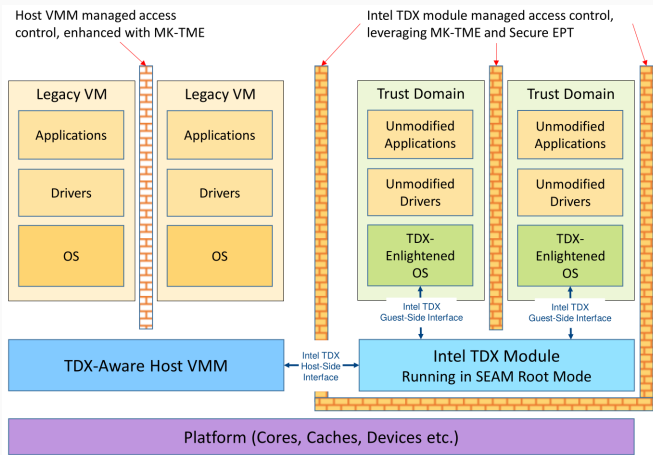 Host VMM managed access
control, enhanced with MK-TME
Intel TDX module managed access control,
leveraging MK-TME and Secure EPT
Legacy VM
Applications
Drivers
OS
Legacy VM
Applications
Drivers
OS
Trust Domain
Unmodified
Applications
Unmodified
Drivers
TDX-
Enlightened
OS
Trust Domain
Unmodified
Applications
Unmodified
Drivers
TDX-
Enlightened
OS
Intel TDX
Guest-Side Interface
Intel TDX
Guest-Side Interface
TDX-Aware Host VMM
Intel TDX
Host-Side
Interface
Intel TDX Module
Running in SEAM Root Mode
Platform (Cores, Caches, Devices etc.)